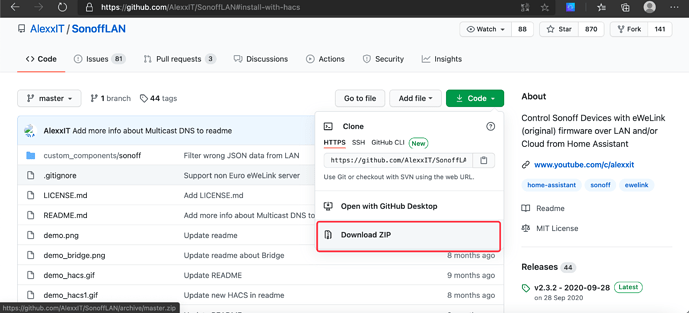 https://github.com/AlexxIT/SonoffLAN#install-with-hacs
AlexxIT / SonoffLAN
Watch 88 Star 870 Fork 141
Code Issues 81 Pull requests 3 Discussions Actions Security Insights
master 1 branch 44 tags Go to file Add file Code
AlexxIT Add more info about Multicast DNS to readme
custom_components/sonoff Filter wrong JSON data from LAN
.gitignore Support non Euro eWeLink server
LICENSE.md Add LICENSE.md
README.md Add more info about Multicast DNS to
demo.png Update readme
demo_bridge.png Update readme about Bridge 8 months ago
demo_hacs.gif Update README 9 months ago
demo_hacs1.gif Update new HACS in readme 8 months ago
Clone
HTTPS SSH GitHub CLI New
https://github.com/AlexxIT/SonoffLA
Use Git or checkout with SVN using the web URL.
Open with GitHub Desktop
Download ZIP
About
Control Sonoff Devices with eWeLink
(original) firmware over LAN and/or
Cloud from Home Assistant
www.youtube.com/c/alexxit
home-assistant sonoff ewelink
Readme
MIT License
Releases 44
v2.3.2 - 2020-09-28 Latest
on 28 Sep 2020
https://github.com/AlexxIT/SonoffLAN/archive/master.zip